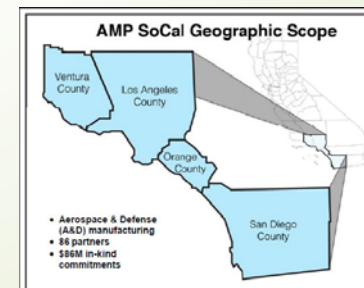 AMP SoCal Geographic Scope
Ventura
County
Los Angeles
County
Orange
County
San Diego
County
• Aerospace & Defense
(A&D) manufacturing
• 86 partners
• $86M in-kind
commitments